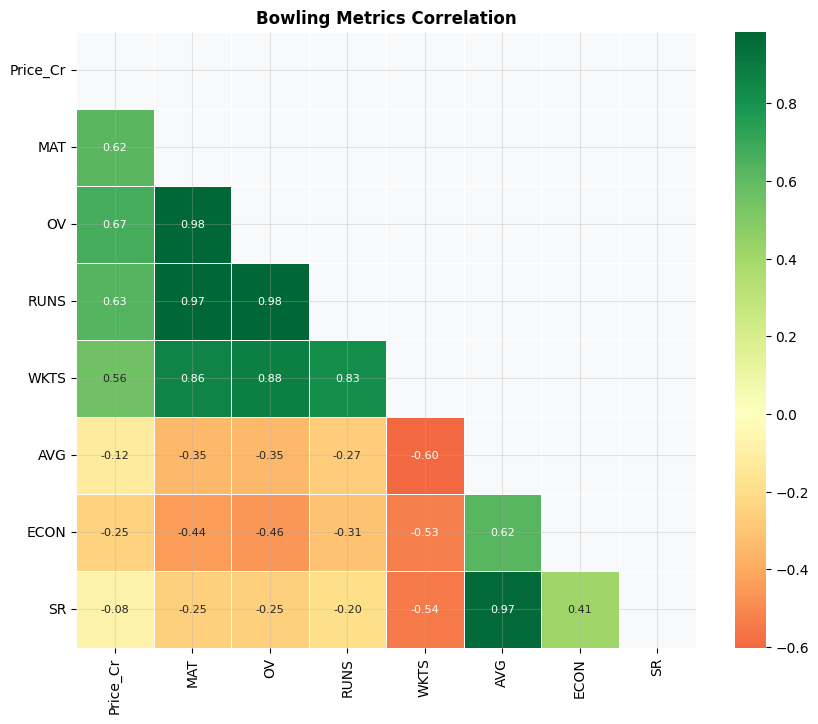 Bowling Metrics Correlation
Price_Cr
MAT 0.62
OV 0.67 0.98
RUNS 0.63 0.97 0.98
WKTS 0.56 0.86 0.88 0.83
AVG -0.12 -0.35 -0.35 -0.27 -0.60
ECON -0.25 -0.44 -0.46 -0.31 -0.53 0.62
SR -0.08 -0.25 -0.25 -0.20 -0.54 0.97 0.41
Price_Cr MAT OV RUNS WKTS AVG ECON SR
0.8
0.6
0.4
0.2
0.0
−0.2
−0.4
−0.6